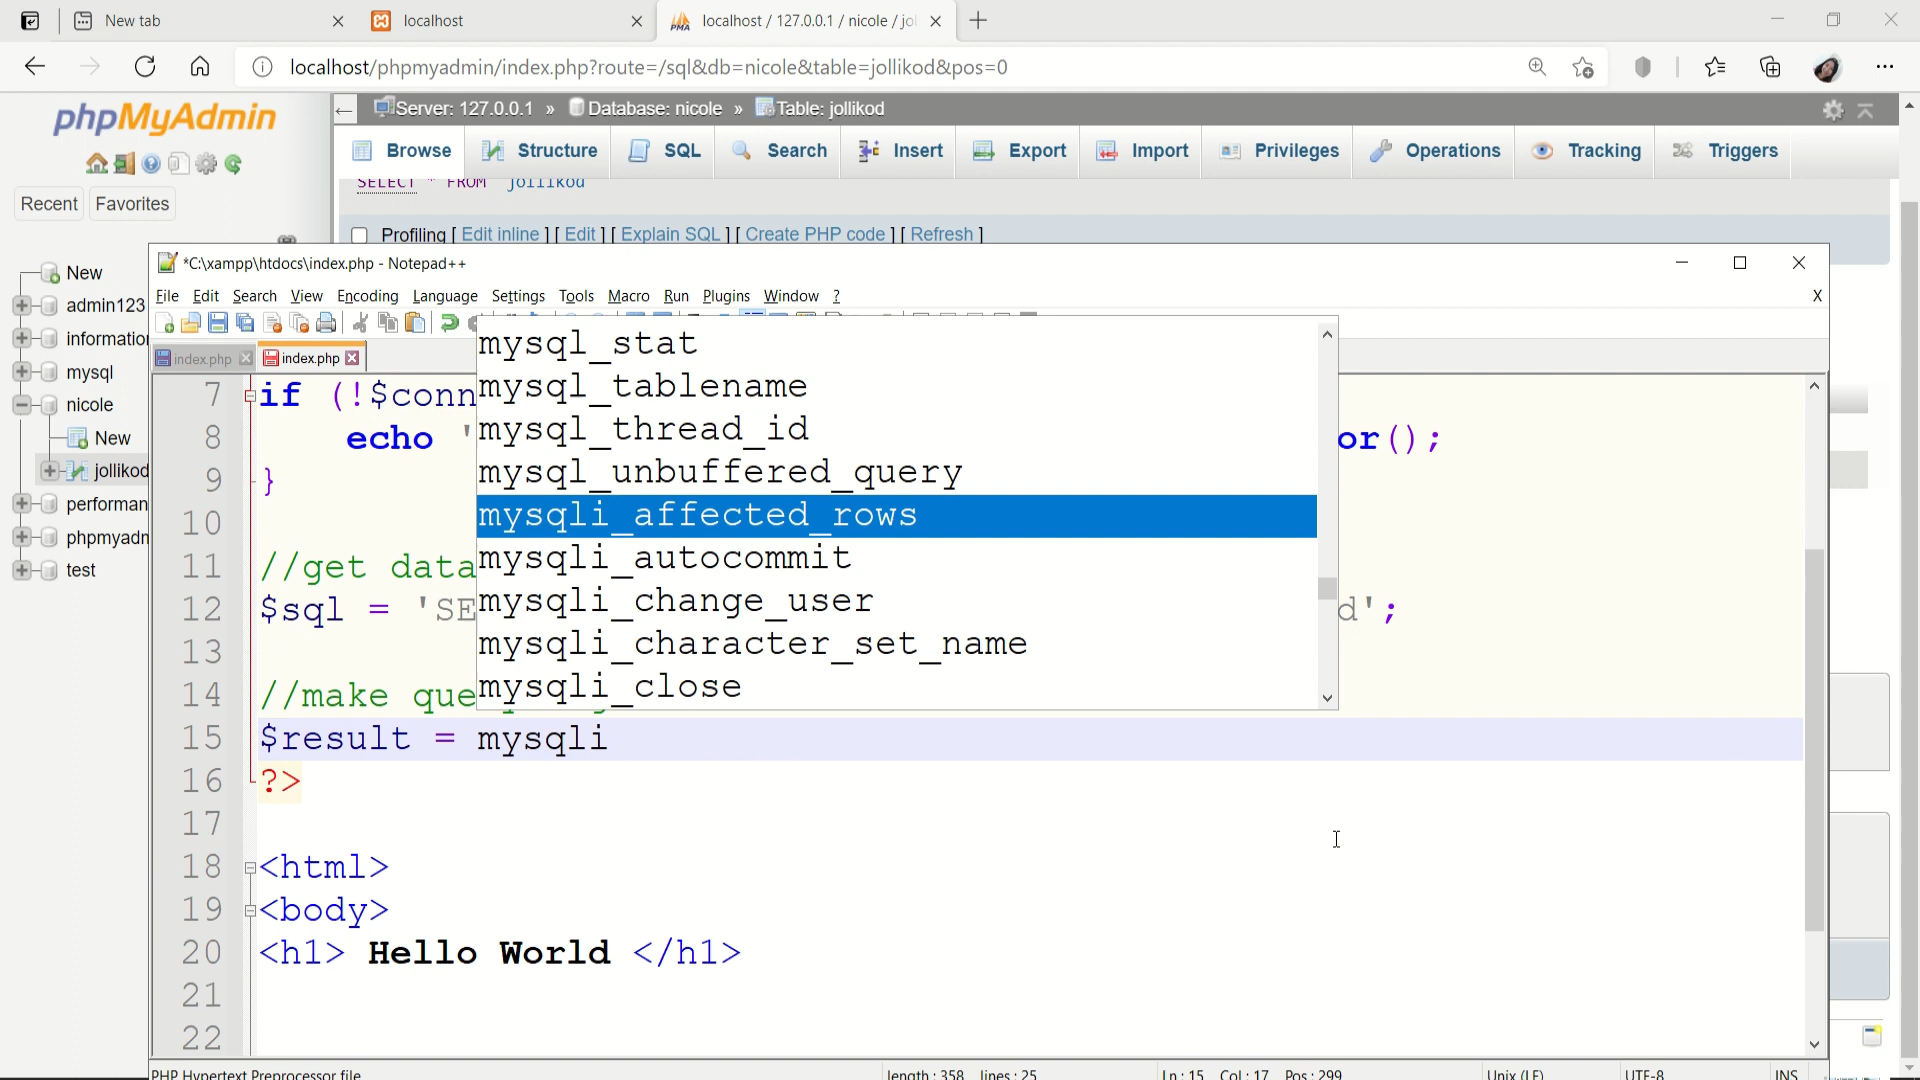 New tab
localhost
localhost / 127.0.0.1 / nicole / jol
localhost/phpmyadmin/index.php?route=/sql&db=nicole&table=jollikod&pos=0
phpMyAdmin
Server: 127.0.0.1 » Database: nicole » Table: jollikod
Browse Structure SQL Search Insert Export Import Privileges Operations Tracking Triggers
SELECT * FROM `jollikod`
Recent Favorites
Profiling [ Edit inline ] [ Edit ] [ Explain SQL ] [ Create PHP code ] [ Refresh ]
New
admin123
information
mysql
nicole
New
jollikod
performan
phpmyadn
test
*C:\xampp\htdocs\index.php - Notepad++
File Edit Search View Encoding Language Settings Tools Macro Run Plugins Window ? X
index.php index.php
mysql_stat
mysql_tablename
mysql_thread_id
mysql_unbuffered_query
mysqli_affected_rows
mysqli_autocommit
mysqli_change_user
mysqli_character_set_name
mysqli_close
7 if (!$conn
8 echo ' or();
9 }
10
11 //get data
12 $sql = 'SE d';
13
14 //make que
15 $result = mysqli
16 ?>
17
18 <html>
19 <body>
20 <h1> Hello World </h1>
21
22
PHP Hypertext Preprocessor file length : 358 lines : 25 Ln : 15 Col : 17 Pos : 299 Unix (LF) UTF-8 INS